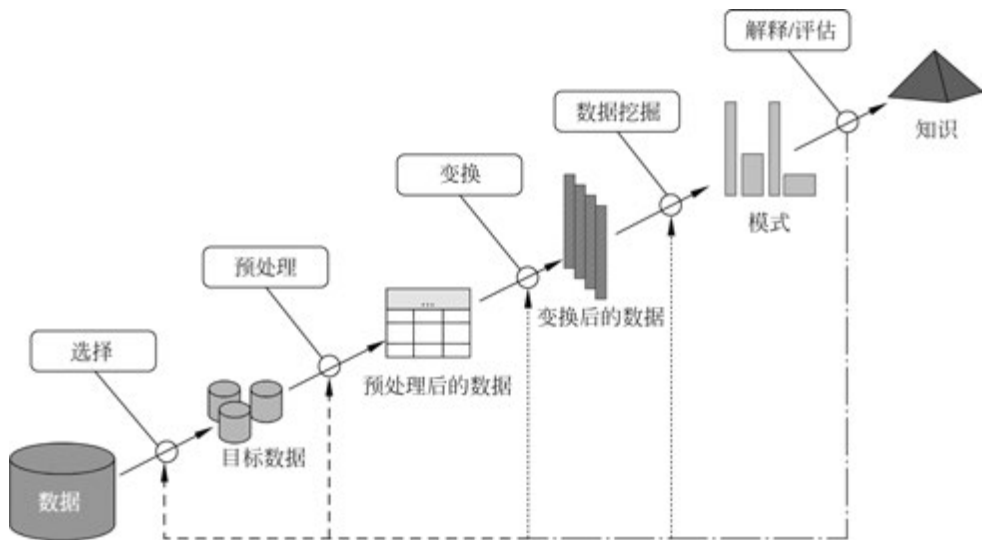 解释/评估
知识
数据挖掘
模式
变换
变换后的数据
预处理
...
预处理后的数据
选择
目标数据
数据